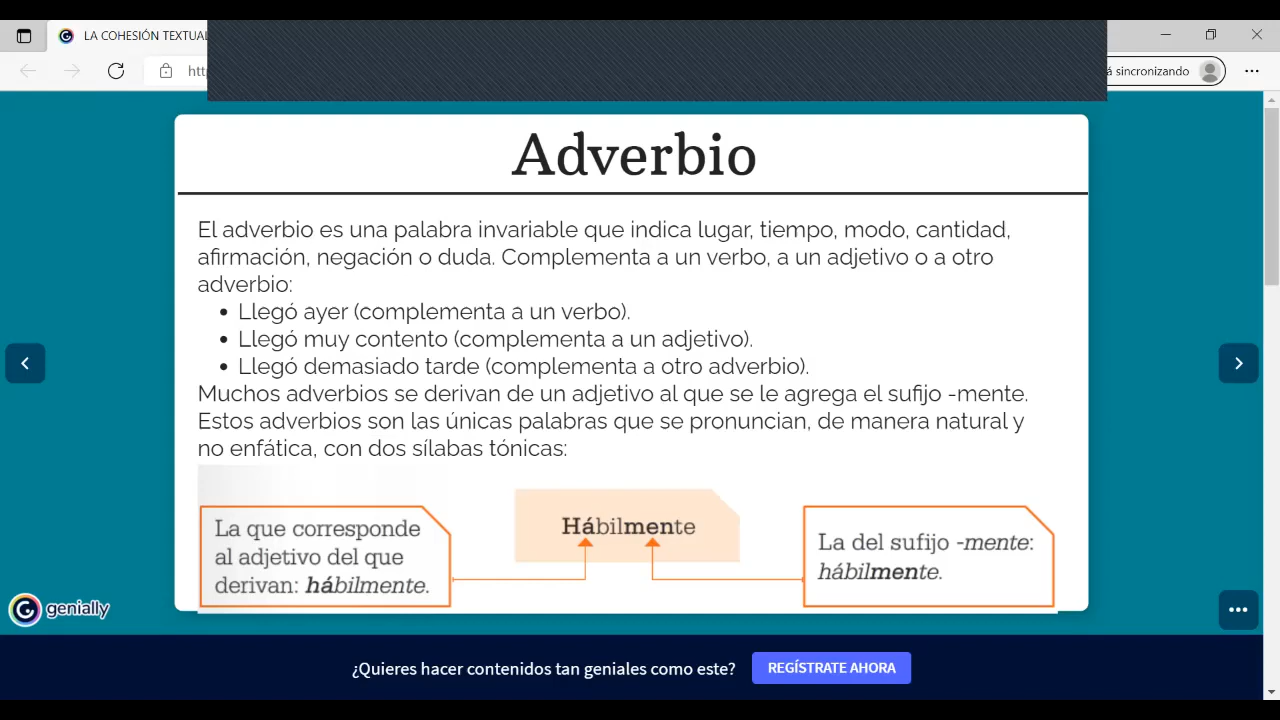 LA COHESIÓN TEXTUAL
á sincronizando
Adverbio
El adverbio es una palabra invariable que indica lugar, tiempo, modo, cantidad,
afirmación, negación o duda. Complementa a un verbo, a un adjetivo o a otro
adverbio:
• Llegó ayer (complementa a un verbo).
• Llegó muy contento (complementa a un adjetivo).
• Llegó demasiado tarde (complementa a otro adverbio).
Muchos adverbios se derivan de un adjetivo al que se le agrega el sufijo -mente.
Estos adverbios son las únicas palabras que se pronuncian, de manera natural y
no enfática, con dos sílabas tónicas:
La que corresponde
al adjetivo del que
derivan: hábilmente.
Hábilmente
La del sufijo -mente:
hábilmente.
genially
¿Quieres hacer contenidos tan geniales como este?
REGÍSTRATE AHORA